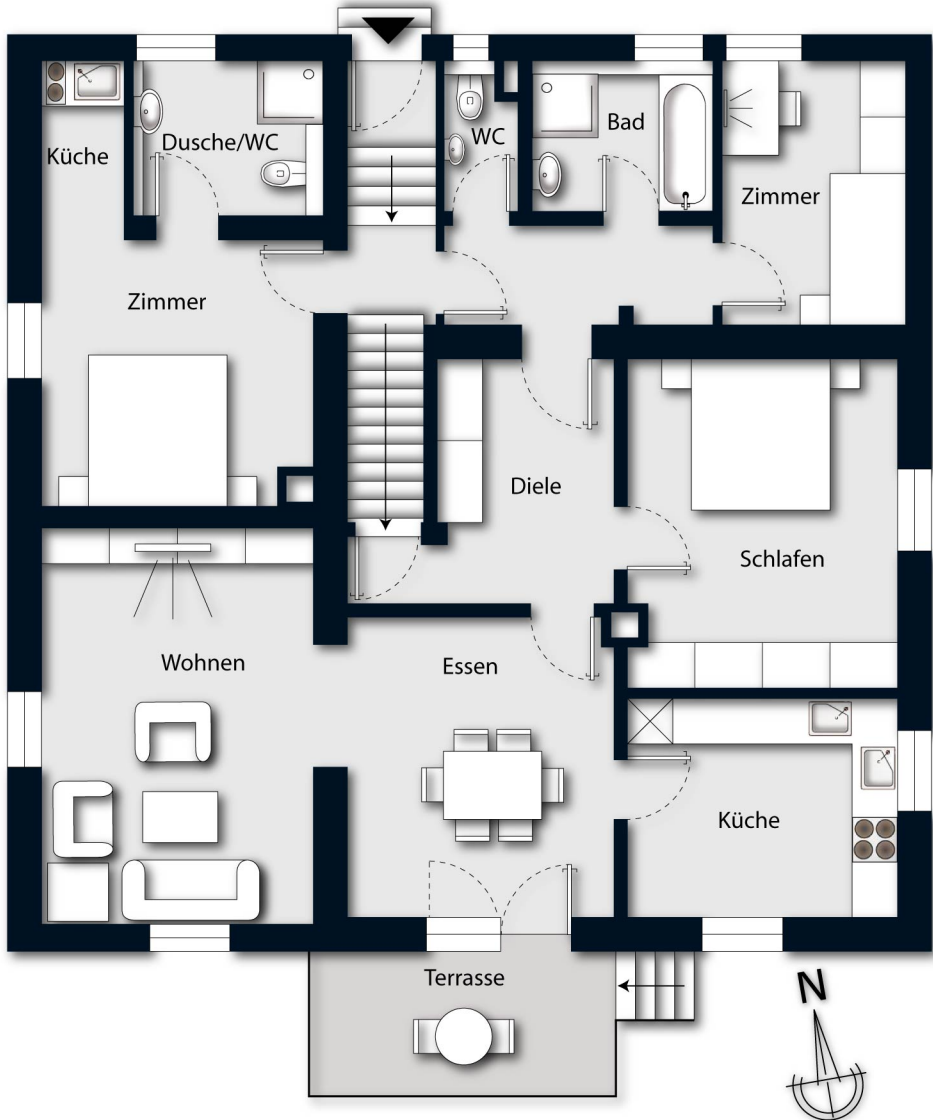 Küche
Dusche/WC
WC
Bad
Zimmer
Zimmer
Diele
Schlafen
Wohnen
Essen
Küche
Terrasse
N